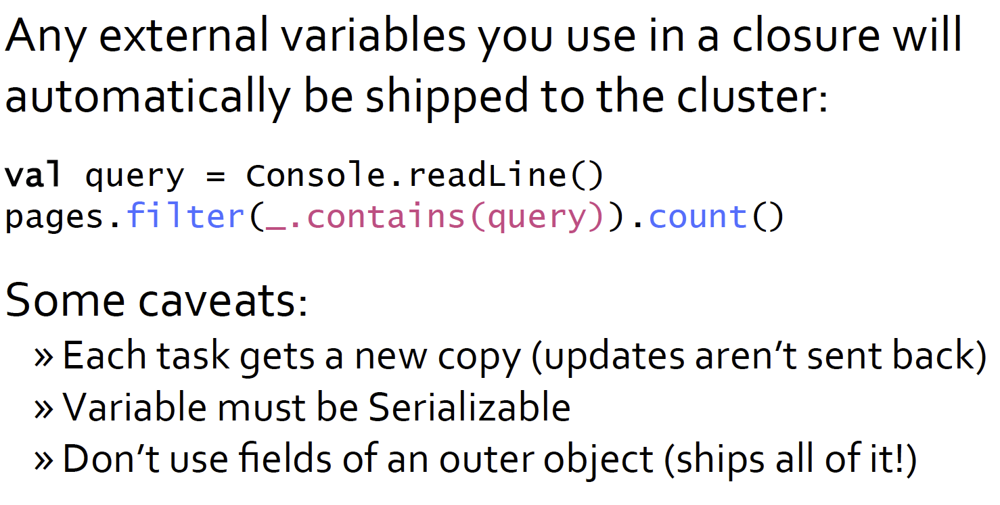 Any external variables you use in a closure will
automatically be shipped to the cluster:
val query = Console.readLine()
pages.filter(_.contains(query)).count()
Some caveats:
» Each task gets a new copy (updates aren’t sent back)
» Variable must be Serializable
» Don’t use fields of an outer object (ships all of it!)